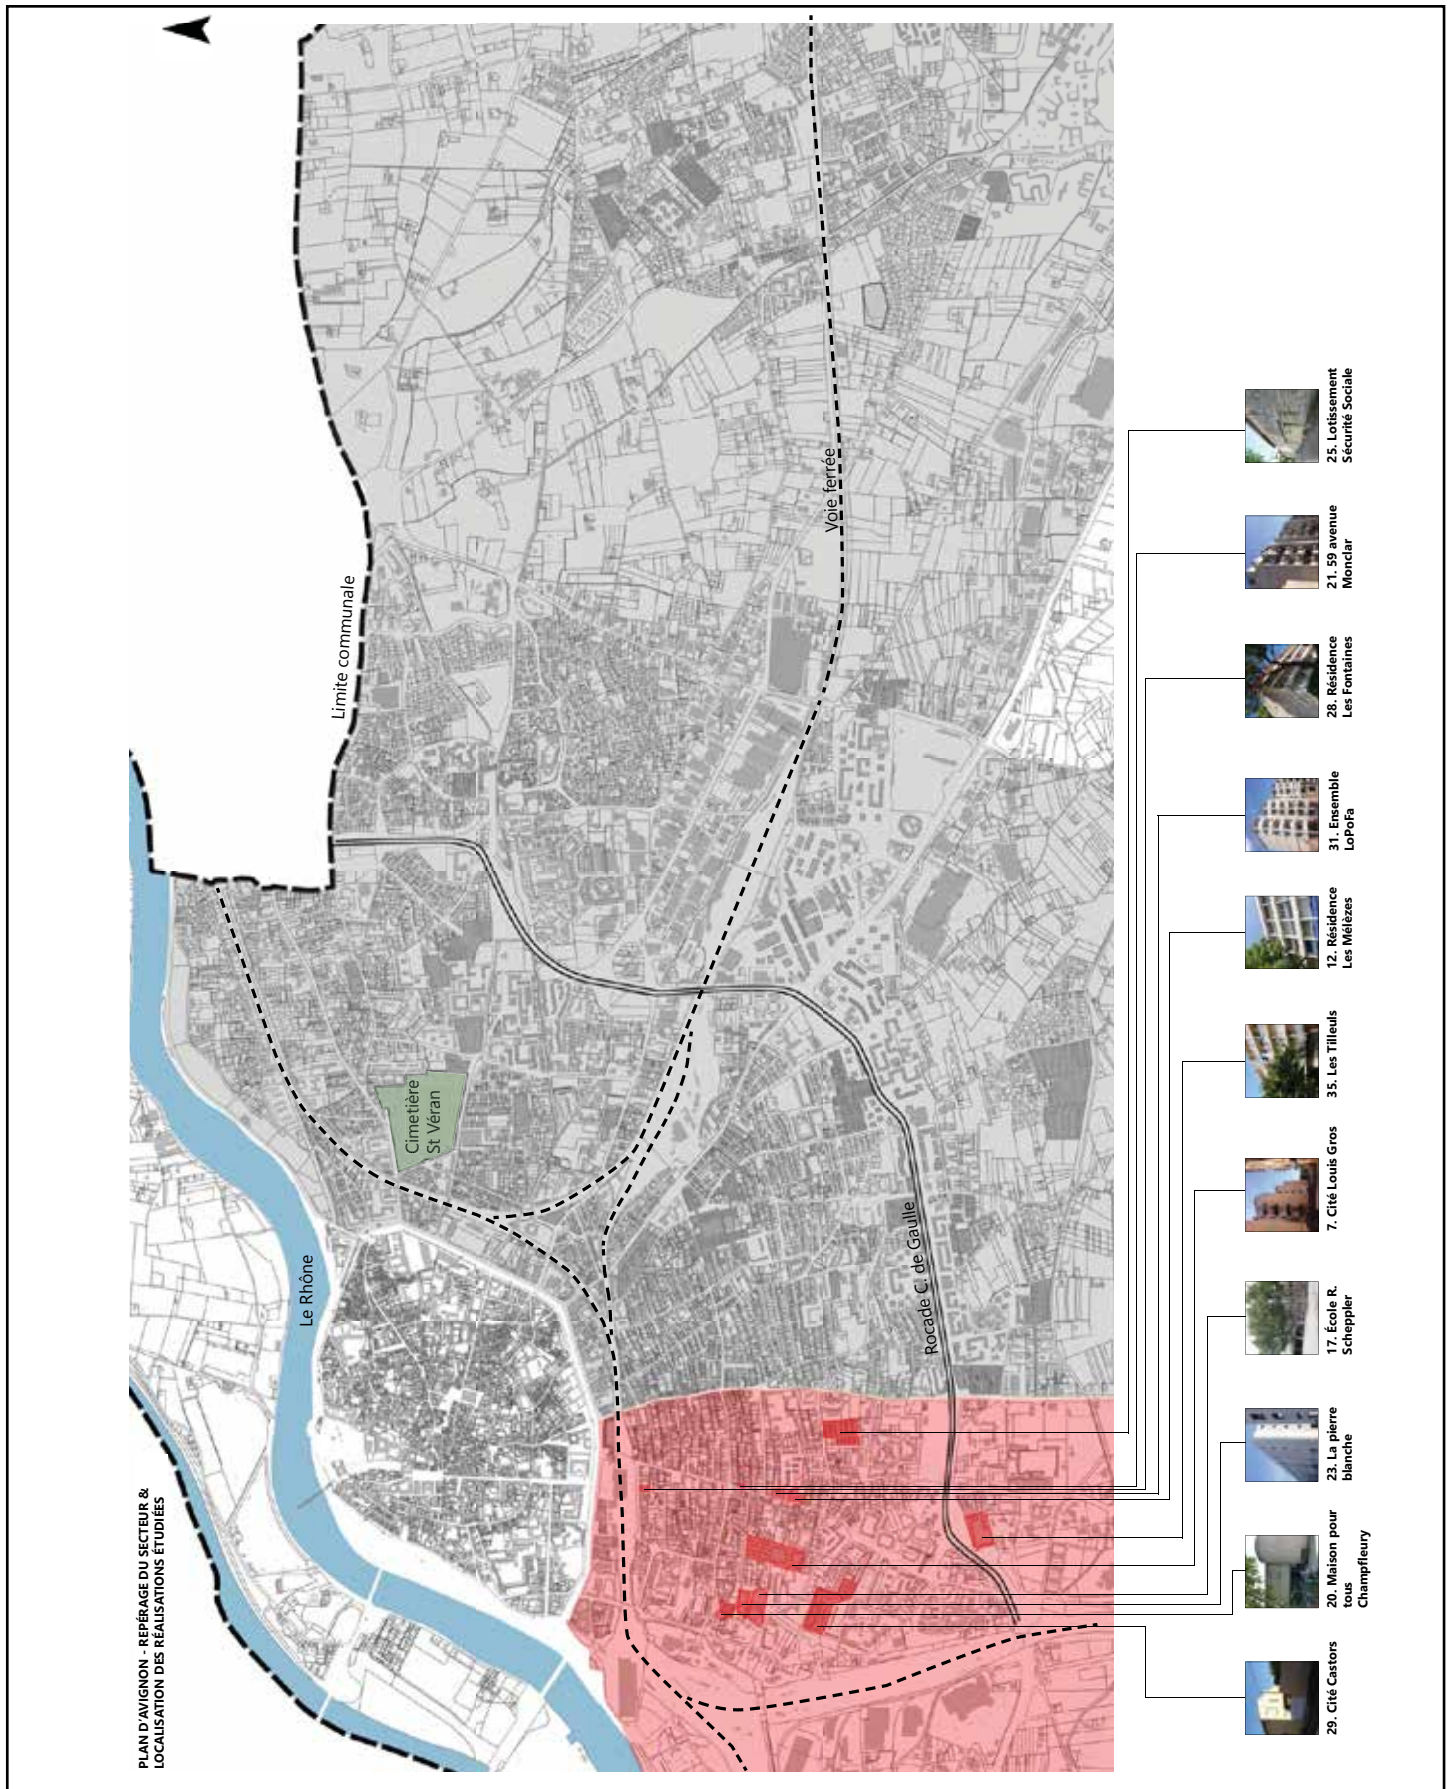 PLAN D'AVIGNON - REPÉRAGE DU SECTEUR &
LOCALISATION DES RÉALISATIONS ÉTUDIÉES
Le Rhône
Cimetière
St Véran
Limite communale
Voie ferrée
Rocade C. de Gaulle
29. Cité Castors
20. Maison pour
tous
Champfleury
23. La pierre
blanche
17. École R.
Scheppler
7. Cité Louis Gros
35. Les Tilleuls
12. Résidence
Les Mélèzes
31. Ensemble
LoPoFa
28. Résidence
Les Fontaines
21. 59 avenue
Monclar
25. Lotissement
Sécurité Sociale